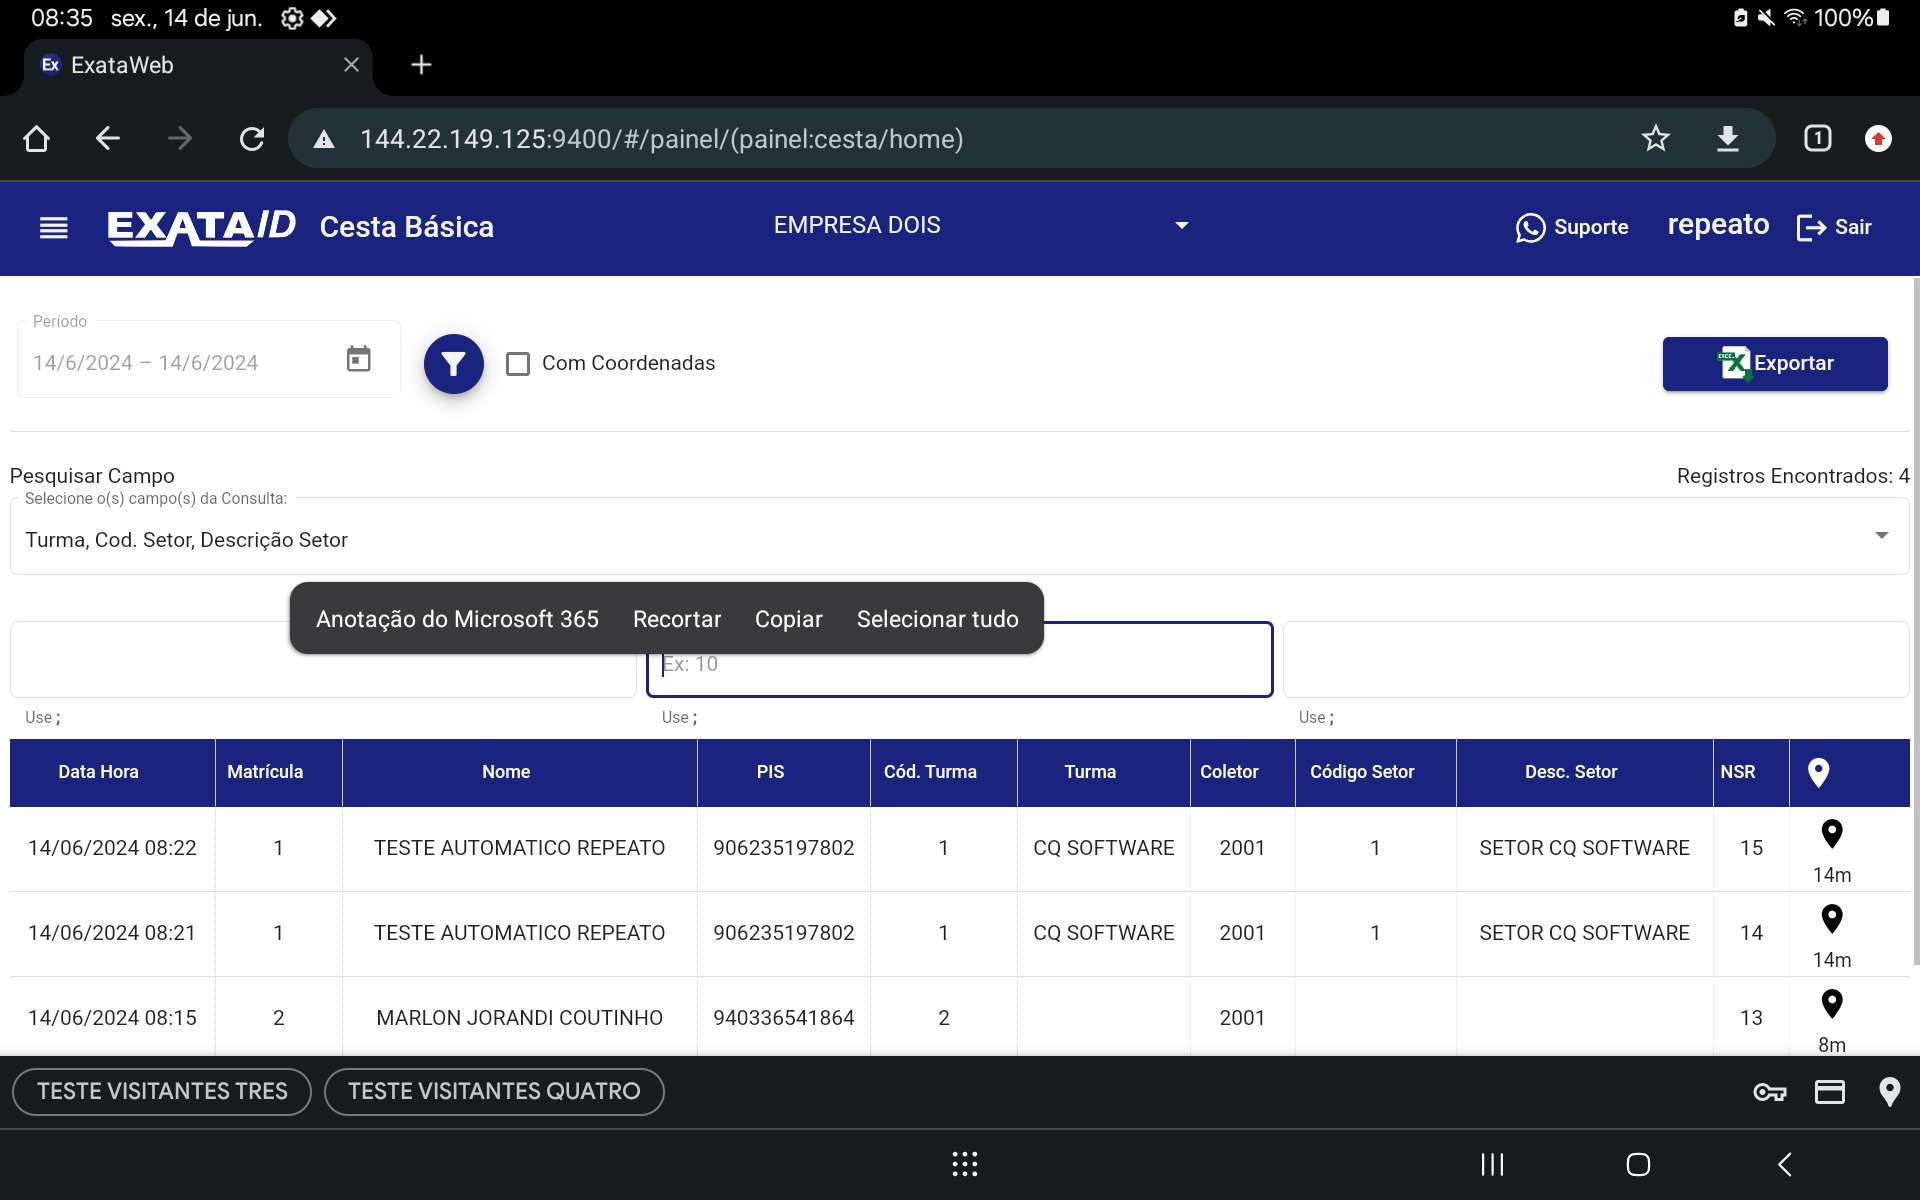 08:35 sex., 14 de jun. 100%
Ex ExataWeb
144.22.149.125:9400/#/painel/(painel:cesta/home) 1
EXATA/ID Cesta Básica EMPRESA DOIS Suporte repeato Sair
Período
14/6/2024 – 14/6/2024 Com Coordenadas Exportar
Pesquisar Campo Registros Encontrados: 4
Selecione o(s) campo(s) da Consulta:
Turma, Cod. Setor, Descrição Setor
Anotação do Microsoft 365 Recortar Copiar Selecionar tudo
Ex: 10
Use ; Use ; Use ;
Data Hora Matrícula Nome PIS Cód. Turma Turma Coletor Código Setor Desc. Setor NSR
14/06/2024 08:22 1 TESTE AUTOMATICO REPEATO 906235197802 1 CQ SOFTWARE 2001 1 SETOR CQ SOFTWARE 15
14m
14/06/2024 08:21 1 TESTE AUTOMATICO REPEATO 906235197802 1 CQ SOFTWARE 2001 1 SETOR CQ SOFTWARE 14
14m
14/06/2024 08:15 2 MARLON JORANDI COUTINHO 940336541864 2 2001 13
8m
TESTE VISITANTES TRES TESTE VISITANTES QUATRO